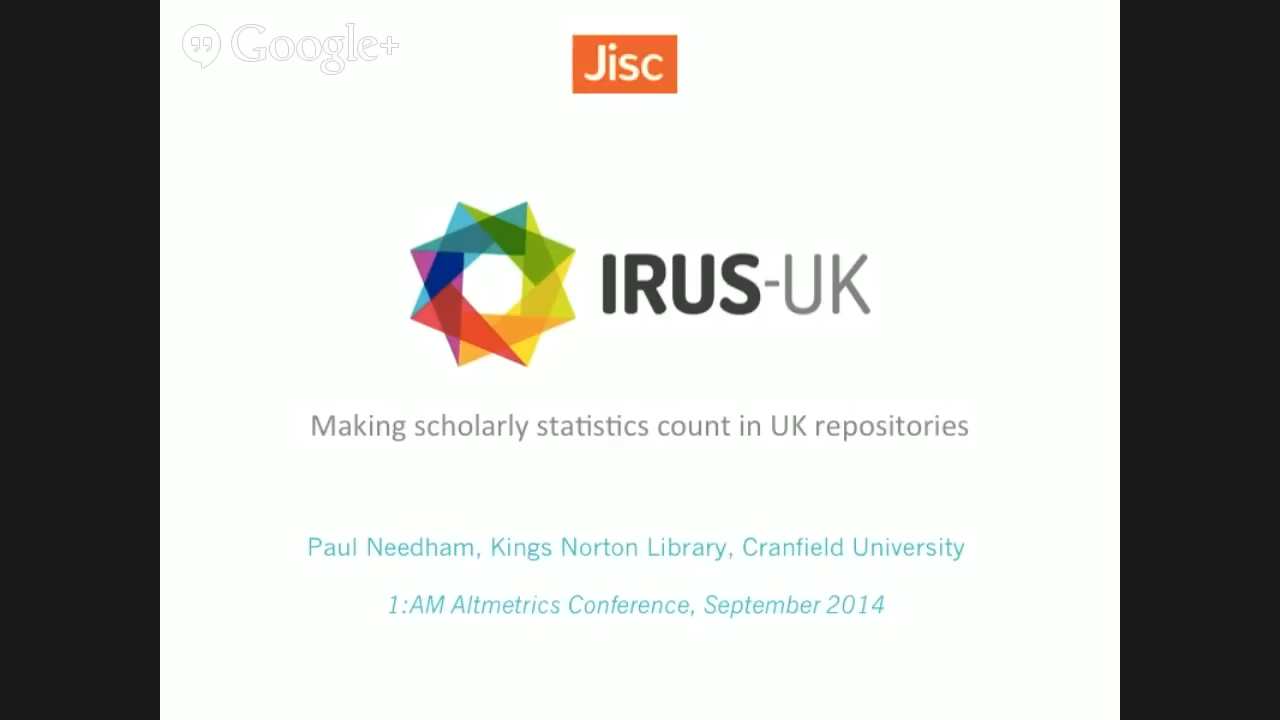 Google+
Jisc
IRUS-UK
Making scholarly statistics count in UK repositories
Paul Needham, Kings Norton Library, Cranfield University
1:AM Altmetrics Conference, September 2014